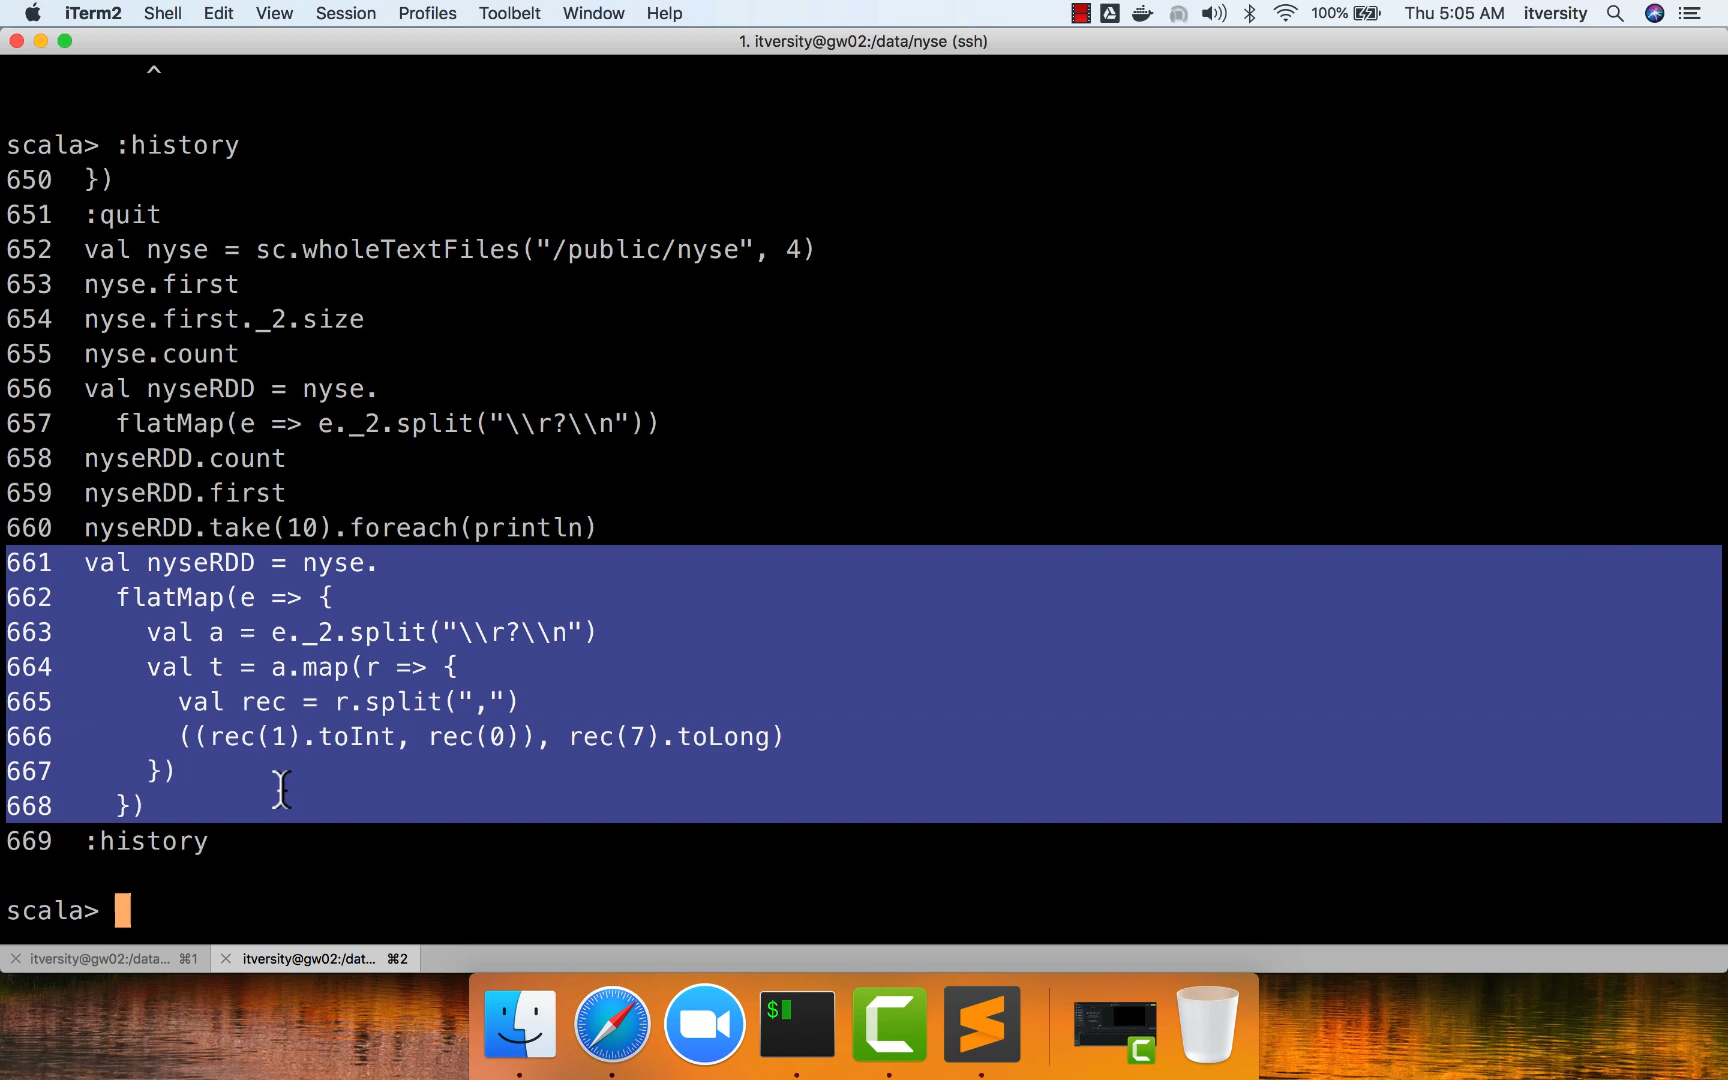 iTerm2 Shell Edit View Session Profiles Toolbelt Window Help 100% Thu 5:05 AM itversity
1. itversity@gw02:/data/nyse (ssh)
^
scala> :history
650 })
651 :quit
652 val nyse = sc.wholeTextFiles("/public/nyse", 4)
653 nyse.first
654 nyse.first._2.size
655 nyse.count
656 val nyseRDD = nyse.
657 flatMap(e => e._2.split("\\r?\\n"))
658 nyseRDD.count
659 nyseRDD.first
660 nyseRDD.take(10).foreach(println)
661 val nyseRDD = nyse.
662 flatMap(e => {
663 val a = e._2.split("\\r?\\n")
664 val t = a.map(r => {
665 val rec = r.split(",")
666 ((rec(1).toInt, rec(0)), rec(7).toLong)
667 })
668 })
669 :history
scala>
itversity@gw02:/data... ⌘1 itversity@gw02:/dat... ⌘2
$